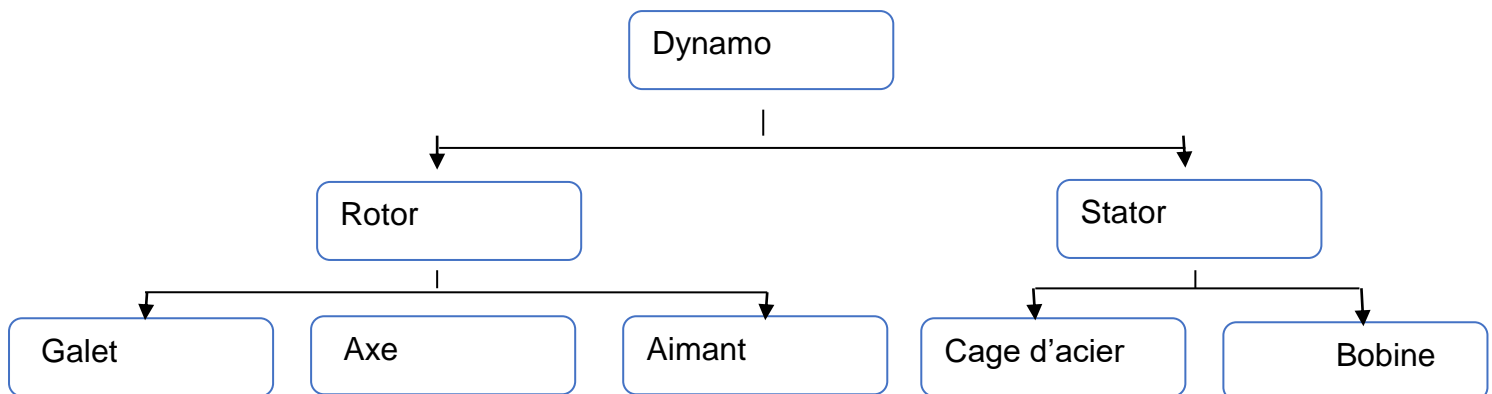 Dynamo
Rotor
Stator
Galet
Axe
Aimant
Cage d’acier
Bobine